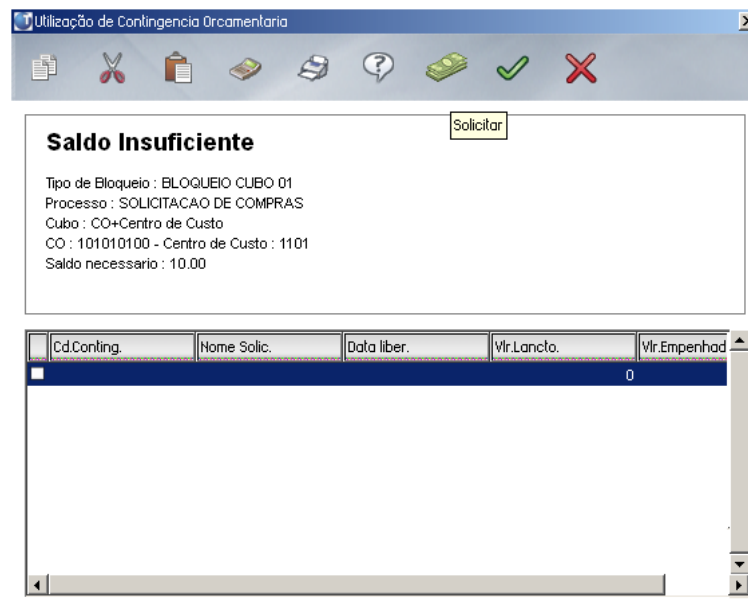 Utilização de Contingencia Orcamentaria
Solicitar
Saldo Insuficiente
Tipo de Bloqueio : BLOQUEIO CUBO 01
Processo : SOLICITACAO DE COMPRAS
Cubo : CO+Centro de Custo
CO : 101010100 - Centro de Custo : 1101
Saldo necessario : 10.00
Cd.Conting. Nome Solic. Data liber. Vlr.Lancto. Vlr.Empenhad
0